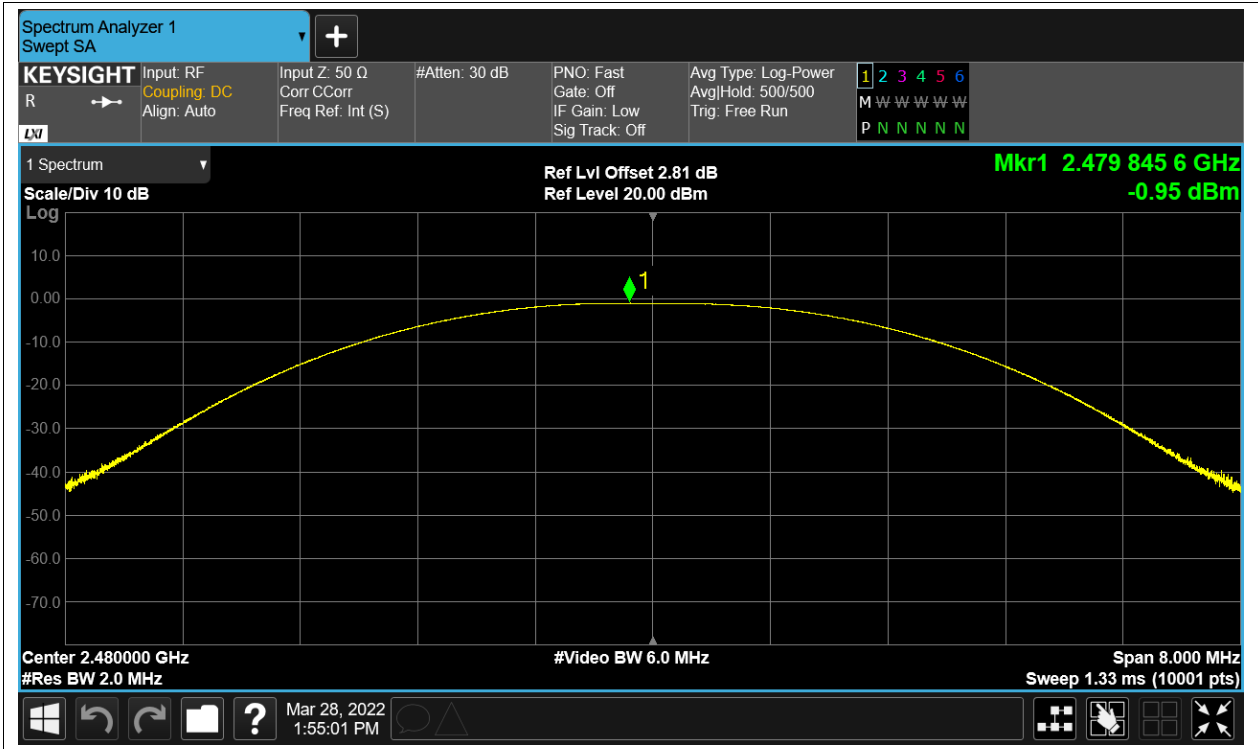 Spectrum Analyzer 1
Swept SA
KEYSIGHT
R
LXI
Input: RF
Coupling: DC
Align: Auto
Input Z: 50 Ω
Corr CCorr
Freq Ref: Int (S)
#Atten: 30 dB
PNO: Fast
Gate: Off
IF Gain: Low
Sig Track: Off
Avg Type: Log-Power
Avg|Hold: 500/500
Trig: Free Run
1 2 3 4 5 6
M W W W W W W
P N N N N N N
1 Spectrum
Scale/Div 10 dB
Log
Ref Lvl Offset 2.81 dB
Ref Level 20.00 dBm
Mkr1 2.479 845 6 GHz
-0.95 dBm
1
10.0
0.00
-10.0
-20.0
-30.0
-40.0
-50.0
-60.0
-70.0
Center 2.480000 GHz
#Video BW 6.0 MHz
Span 8.000 MHz
#Res BW 2.0 MHz
Sweep 1.33 ms (10001 pts)
?
Mar 28, 2022
1:55:01 PM